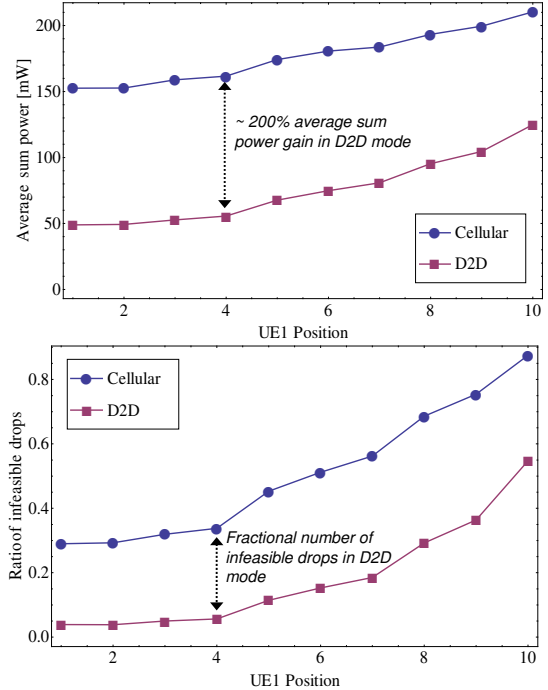 200
150
100
50
0
Average sum power [mW]
~ 200% average sum
power gain in D2D mode
Cellular
D2D
2 4 6 8 10
UE1 Position
0.8
0.6
0.4
0.2
0.0
Ratio of infeasible drops
Cellular
D2D
Fractional number of
infeasible drops in D2D
mode
2 4 6 8 10
UE1 Position